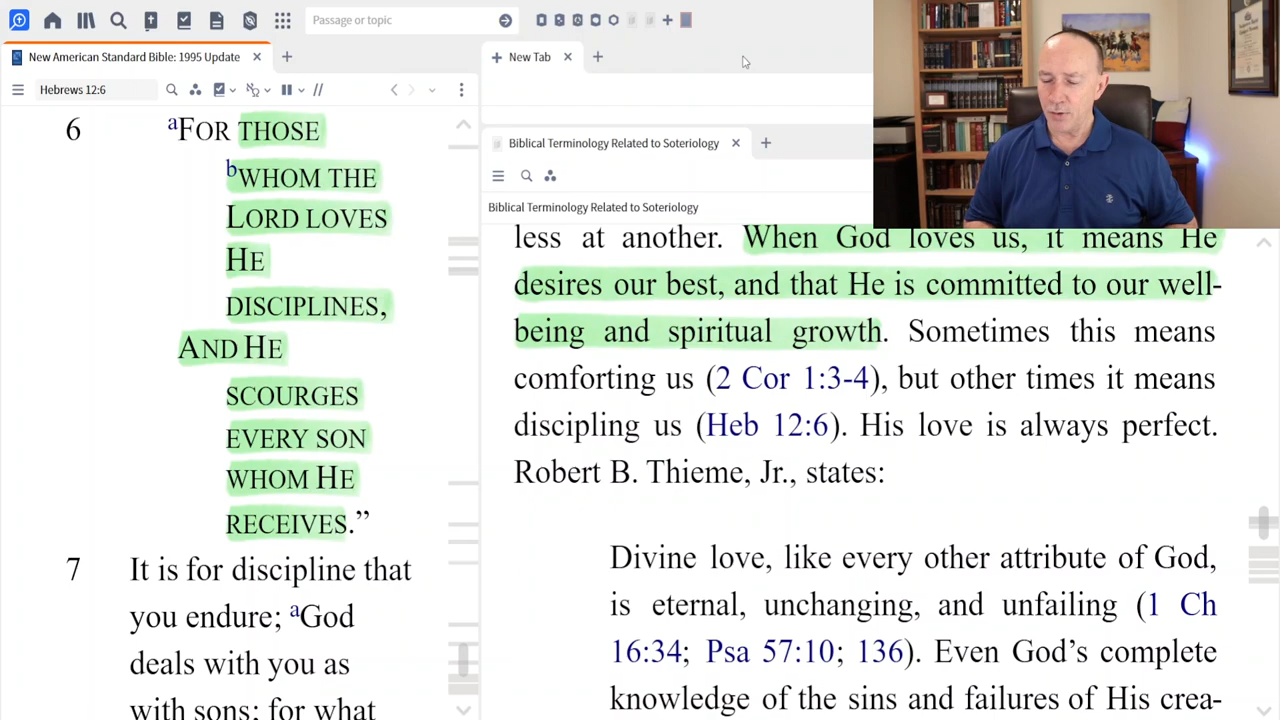 Passage or topic
New American Standard Bible: 1995 Update
Hebrews 12:6
6 aFOR THOSE
bWHOM THE
LORD LOVES
HE
DISCIPLINES,
AND HE
SCOURGES
EVERY SON
WHOM HE
RECEIVES.”
7 It is for discipline that
you endure; aGod
deals with you as
with sons; for what
New Tab
Biblical Terminology Related to Soteriology
Biblical Terminology Related to Soteriology
less at another. When God loves us, it means He
desires our best, and that He is committed to our well-
being and spiritual growth. Sometimes this means
comforting us (2 Cor 1:3-4), but other times it means
discipling us (Heb 12:6). His love is always perfect.
Robert B. Thieme, Jr., states:
Divine love, like every other attribute of God,
is eternal, unchanging, and unfailing (1 Ch
16:34; Psa 57:10; 136). Even God’s complete
knowledge of the sins and failures of His crea-